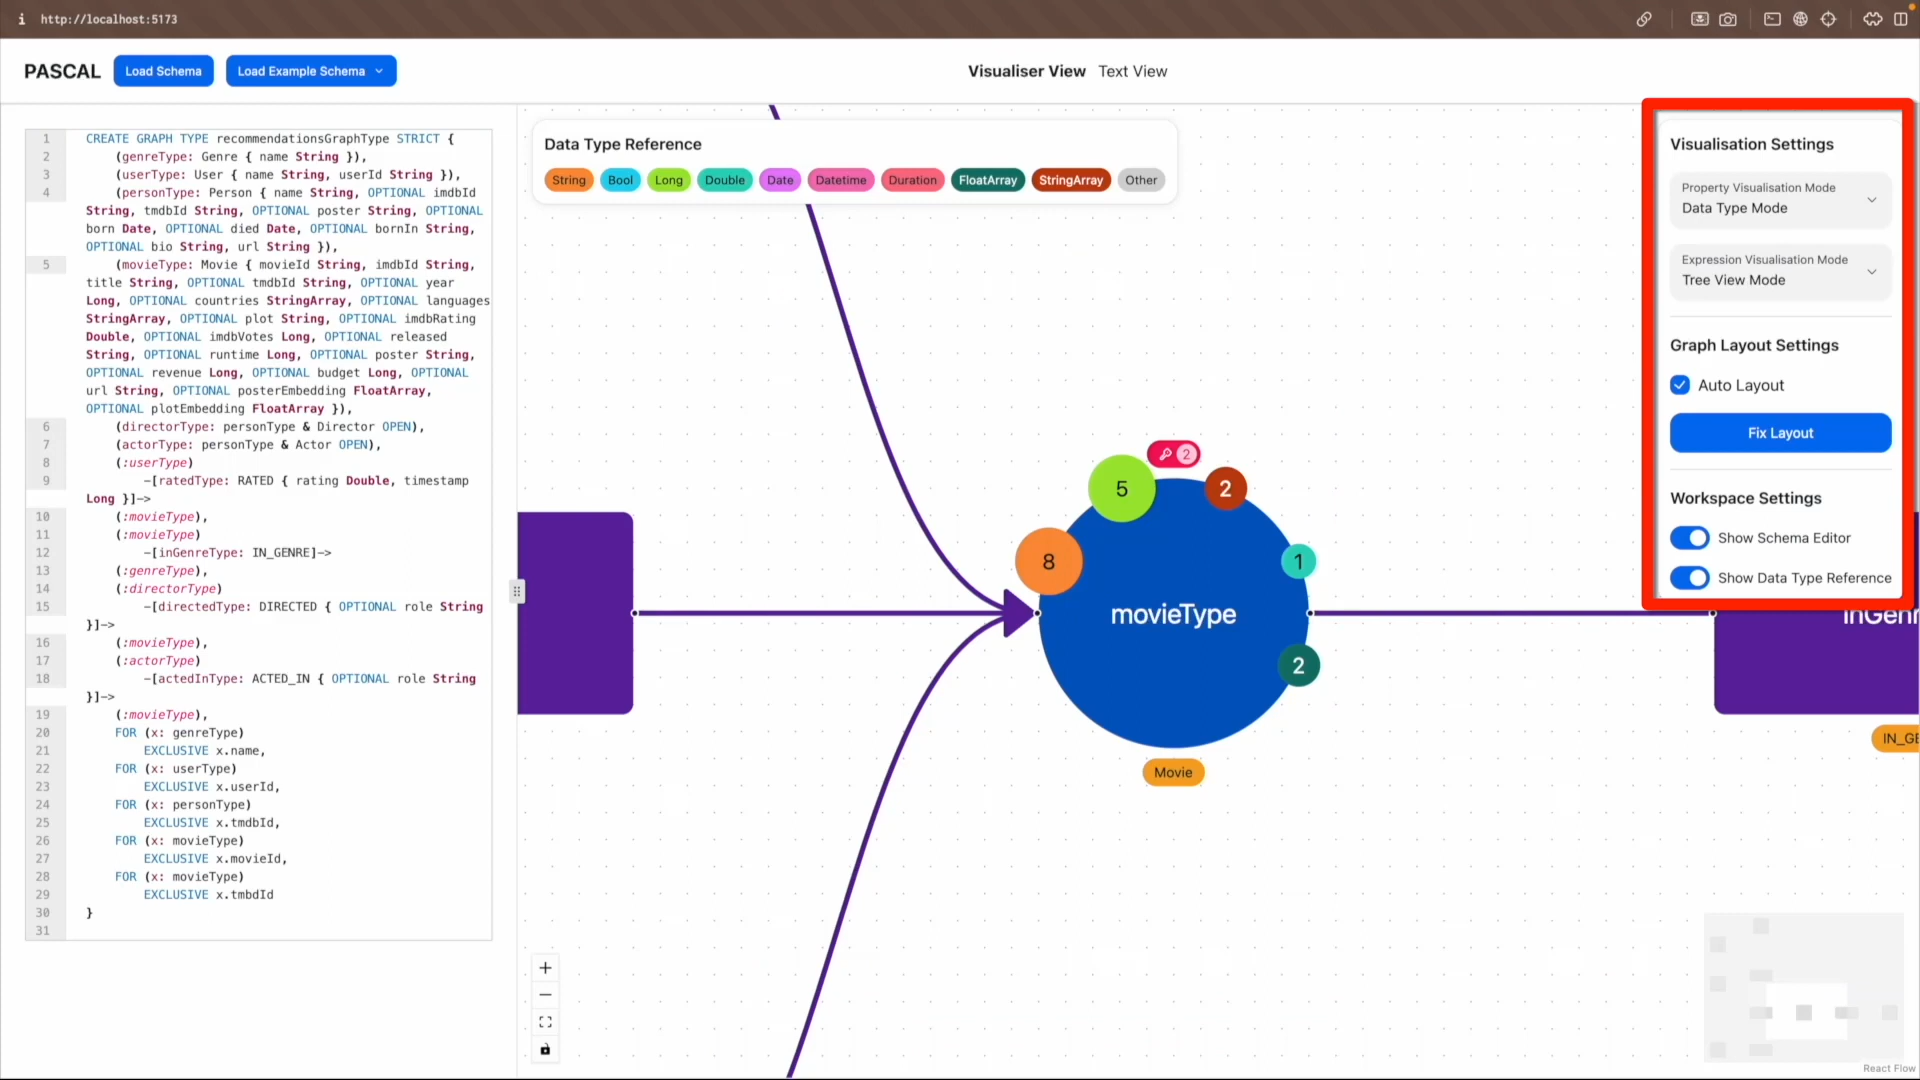 http://localhost:5173
PASCAL
Load Schema
Load Example Schema
Visualiser View
Text View
1 CREATE GRAPH TYPE recommendationsGraphType STRICT {
2 (genreType: Genre { name String }),
3 (userType: User { name String, userId String }),
4 (personType: Person { name String, OPTIONAL imdbId
String, tmdbId String, OPTIONAL poster String, OPTIONAL
born Date, OPTIONAL died Date, OPTIONAL bornIn String,
OPTIONAL bio String, url String }),
5 (movieType: Movie { movieId String, imdbId String,
title String, OPTIONAL tmdbId String, OPTIONAL year
Long, OPTIONAL countries StringArray, OPTIONAL languages
StringArray, OPTIONAL plot String, OPTIONAL imdbRating
Double, OPTIONAL imdbVotes Long, OPTIONAL released
String, OPTIONAL runtime Long, OPTIONAL poster String,
OPTIONAL revenue Long, OPTIONAL budget Long, OPTIONAL
url String, OPTIONAL posterEmbedding FloatArray,
OPTIONAL plotEmbedding FloatArray }),
6 (directorType: personType & Director OPEN),
7 (actorType: personType & Actor OPEN),
8 (:userType)
9 -[ratedType: RATED { rating Double, timestamp
Long }]->
10 (:movieType),
11 (:movieType)
12 -[inGenreType: IN_GENRE]->
13 (:genreType),
14 (:directorType)
15 -[directedType: DIRECTED { OPTIONAL role String
}]->
16 (:movieType),
17 (:actorType)
18 -[actedInType: ACTED_IN { OPTIONAL role String
}]->
19 (:movieType),
20 FOR (x: genreType)
21 EXCLUSIVE x.name,
22 FOR (x: userType)
23 EXCLUSIVE x.userId,
24 FOR (x: personType)
25 EXCLUSIVE x.tmdbId,
26 FOR (x: movieType)
27 EXCLUSIVE x.movieId,
28 FOR (x: movieType)
29 EXCLUSIVE x.tmbdId
30 }
31
Data Type Reference
String Bool Long Double Date Datetime Duration FloatArray StringArray Other
2
5
2
8
1
movieType
2
Movie
Visualisation Settings
Property Visualisation Mode
Data Type Mode
Expression Visualisation Mode
Tree View Mode
Graph Layout Settings
Auto Layout
Fix Layout
Workspace Settings
Show Schema Editor
Show Data Type Reference
inGenr
IN_GE
React Flow